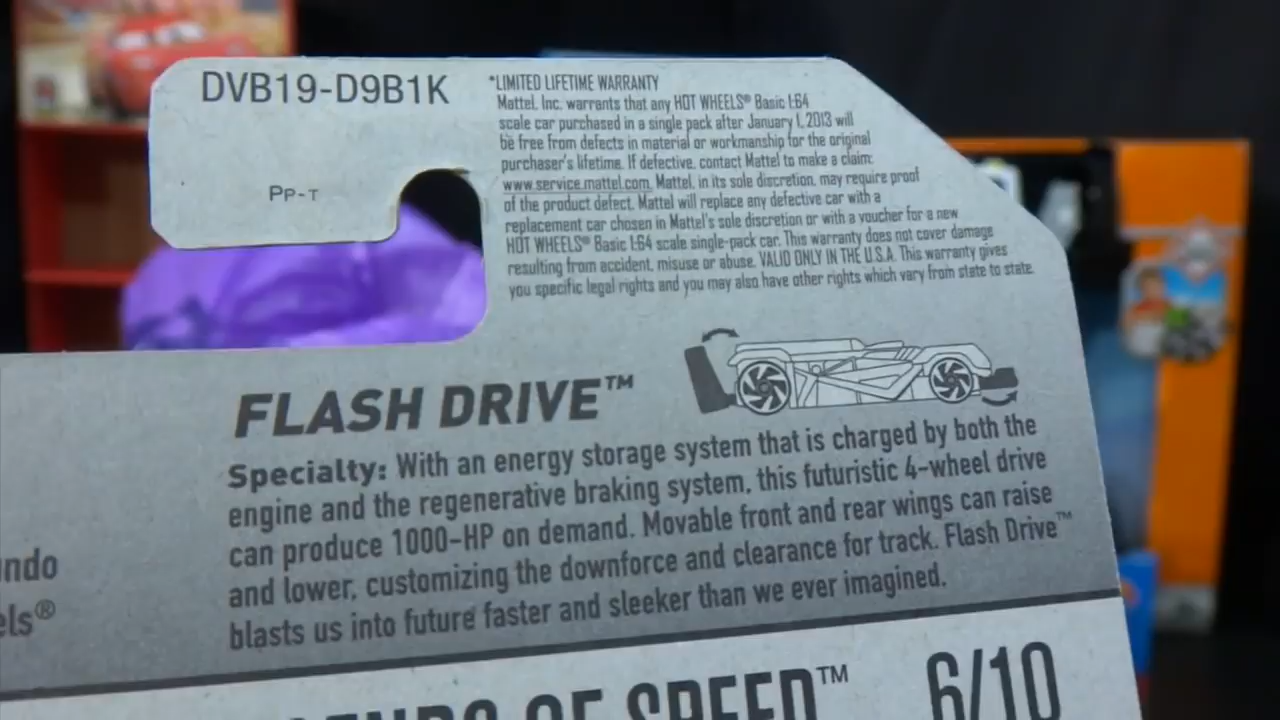 DVB19-D9B1K
PP-T
*LIMITED LIFETIME WARRANTY
Mattel, Inc. warrants that any HOT WHEELS® Basic 1:64
scale car purchased in a single pack after January 1, 2013 will
be free from defects in material or workmanship for the original
purchaser's lifetime. If defective, contact Mattel to make a claim:
www.service.mattel.com. Mattel, in its sole discretion, may require proof
of the product defect. Mattel will replace any defective car with a
replacement car chosen in Mattel's sole discretion or with a voucher for a new
HOT WHEELS® Basic 1:64 scale single-pack car. This warranty does not cover damage
resulting from accident, misuse or abuse. VALID ONLY IN THE U.S.A. This warranty gives
you specific legal rights and you may also have other rights which vary from state to state.
FLASH DRIVE™
Specialty: With an energy storage system that is charged by both the
engine and the regenerative braking system, this futuristic 4-wheel drive
can produce 1000-HP on demand. Movable front and rear wings can raise
and lower, customizing the downforce and clearance for track. Flash Drive™
blasts us into future faster and sleeker than we ever imagined.
OF SPEED™ 6/10